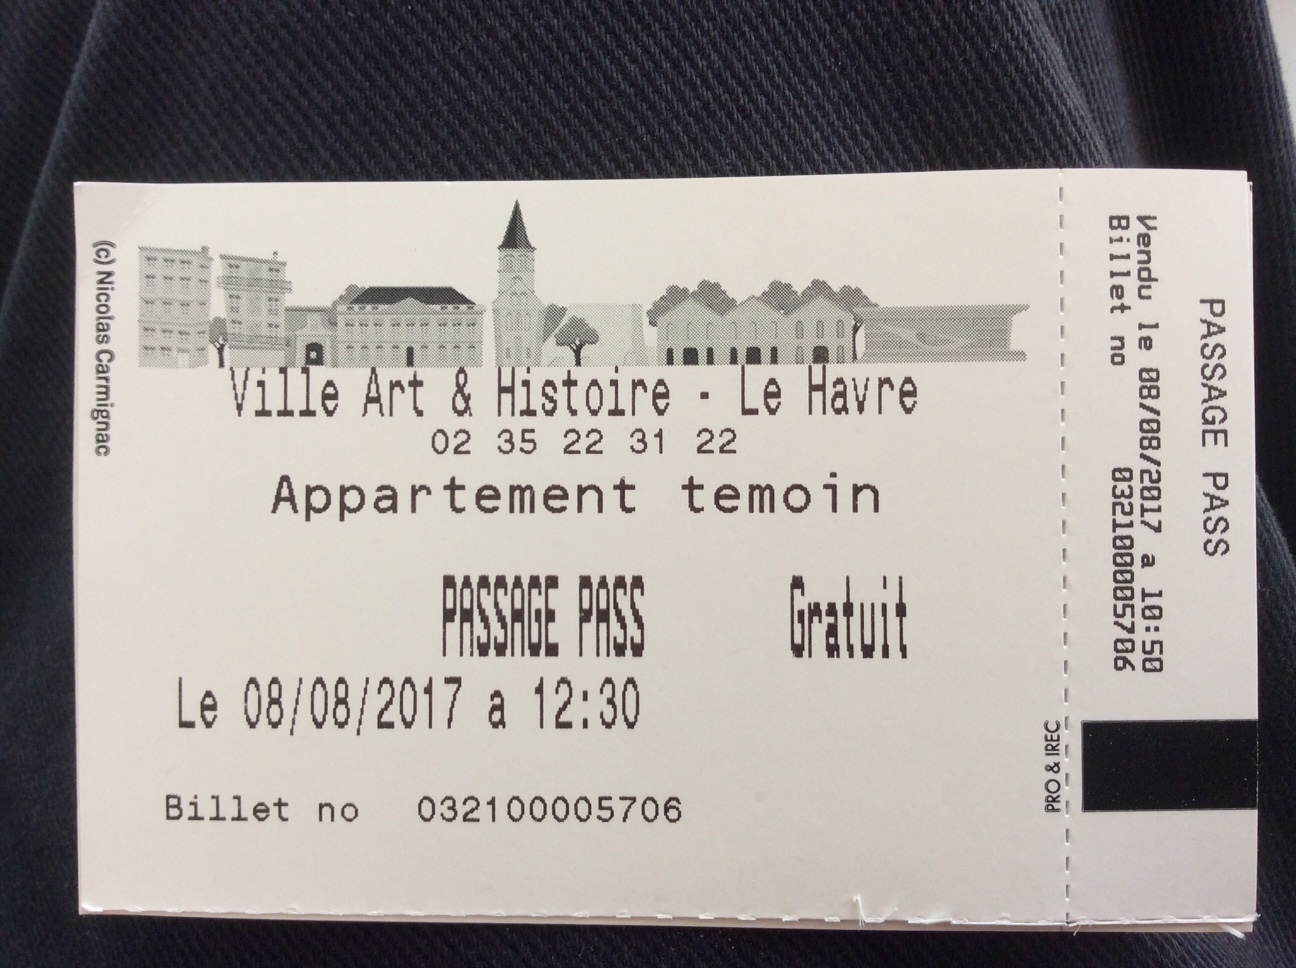 (c) Nicolas Carmignac
Ville Art & Histoire - Le Havre
02 35 22 31 22
Appartement temoin
PASSAGE PASS Gratuit
Le 08/08/2017 a 12:30
Billet no 032100005706
PRO & IREC
PASSAGE PASS
Vendu le 08/08/2017 a 10:50
Billet no 032100005706